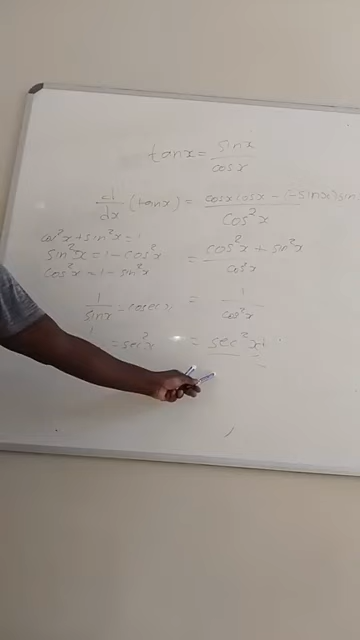 tanx = sinx / cosx
d/dx (tanx) = cosx cosx - (-sinx) sin / cos²x
cos²x + sin²x = 1
sin²x = 1 - cos²x
cos²x = 1 - sin²x
= cos²x + sin²x / cos²x
1/sinx = cosec x
= 1 / cos²x
= sec²x
= sec²x